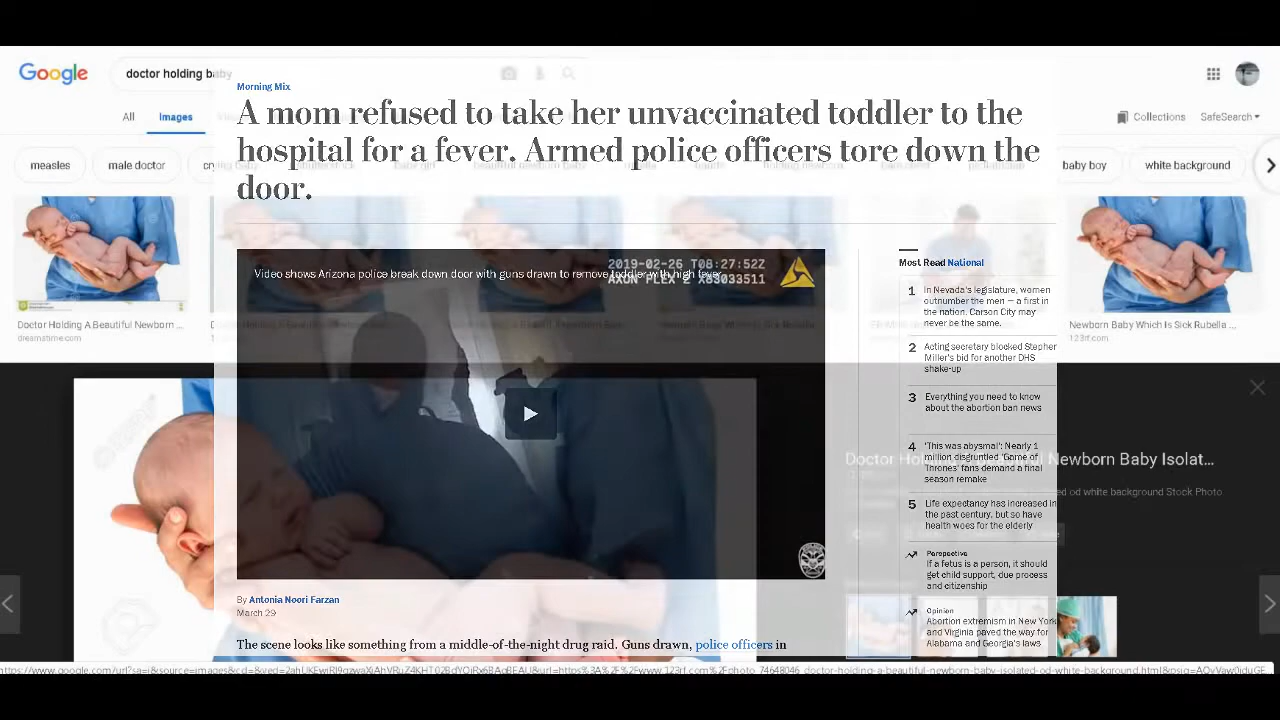 Google
doctor holding baby
All
Images
Collections
SafeSearch
measles
male doctor
baby boy
white background
Morning Mix
A mom refused to take her unvaccinated toddler to the
hospital for a fever. Armed police officers tore down the
door.
Doctor Holding A Beautiful Newborn ...
dreamstime.com
Newborn Baby Which Is Sick Rubella ...
123rf.com
2019-02-26 T08:27:52Z
Video shows Arizona police break down door with guns drawn to remove toddler with high fever
AXON FLEX 2 X83033511
Most Read National
1 In Nevada's legislature, women
outnumber the men — a first in
the nation. Carson City may
never be the same.
2 Acting secretary blocked Stephen
Miller's bid for another DHS
shake-up
3 Everything you need to know
about the abortion ban news
4 'This was abysmal': Nearly 1
million disgruntled 'Game of
Thrones' fans demand a final
season remake
5 Life expectancy has increased in
the past century, but so have
health woes for the elderly
Perspective
If a fetus is a person, it should
get child support, due process
and citizenship
Opinion
Abortion extremism in New York
and Virginia paved the way for
Alabama and Georgia's laws
Newborn Baby Isolat...
white background Stock Photo
By Antonia Noori Farzan
March 29
The scene looks like something from a middle-of-the-night drug raid. Guns drawn, police officers in